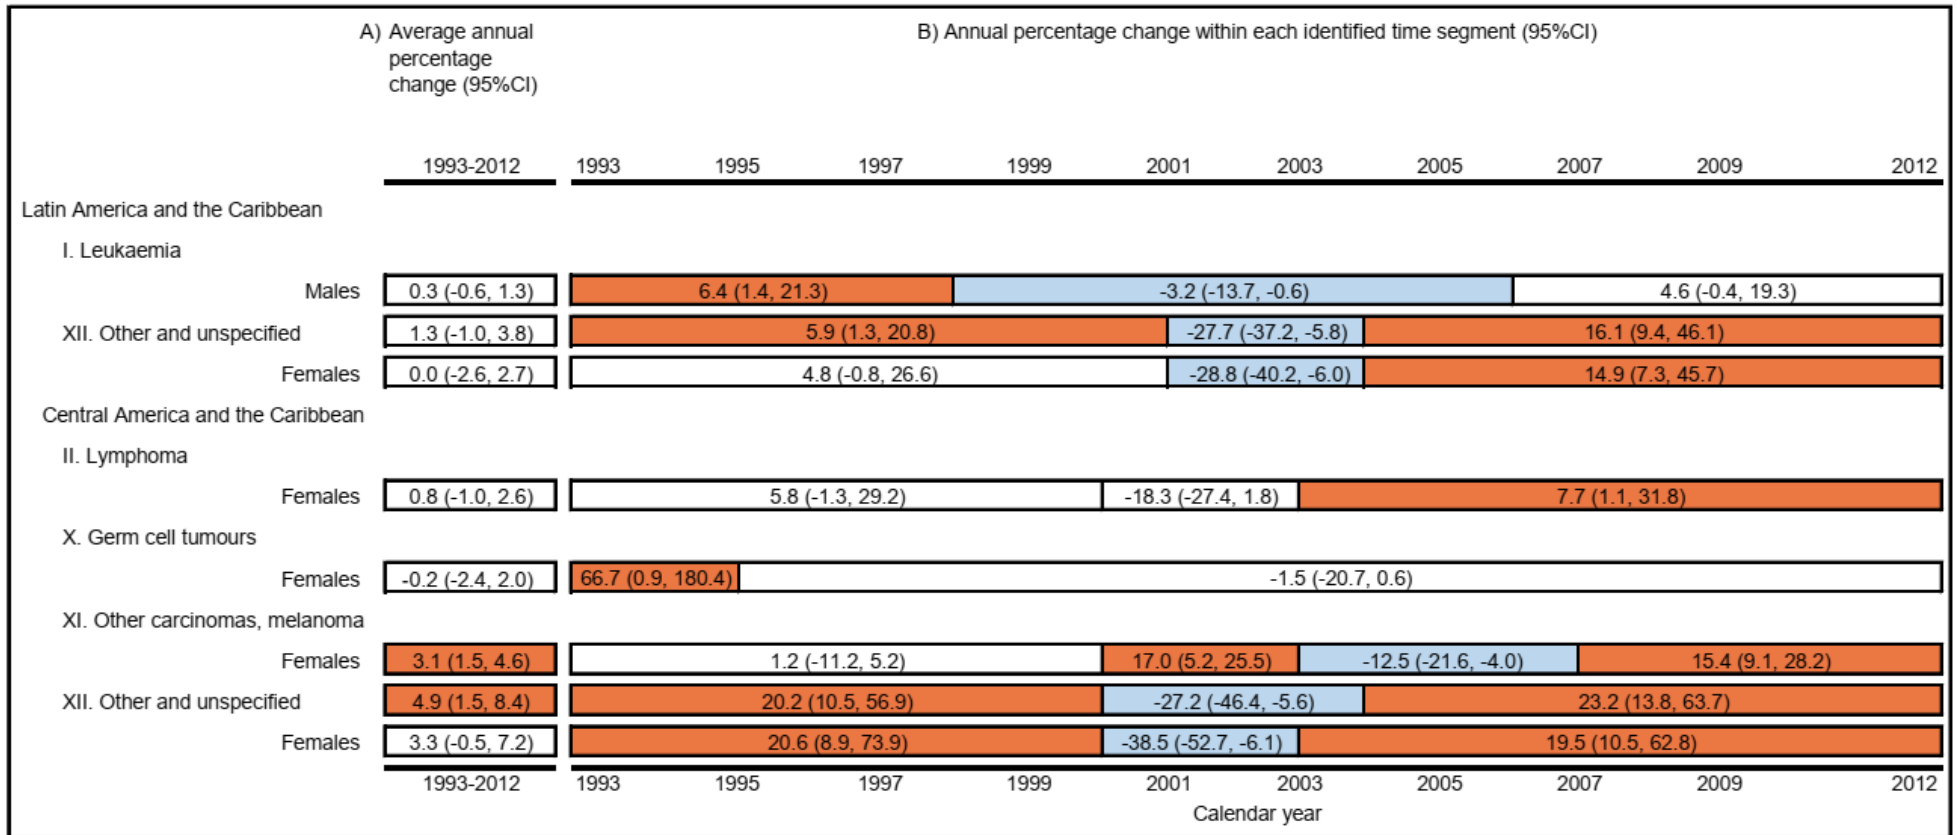 A) Average annual percentage change (95%CI)
B) Annual percentage change within each identified time segment (95%CI)
1993-2012 1993 1995 1997 1999 2001 2003 2005 2007 2009 2012
Latin America and the Caribbean
I. Leukaemia
Males 0.3 (-0.6, 1.3) 6.4 (1.4, 21.3) -3.2 (-13.7, -0.6) 4.6 (-0.4, 19.3)
XII. Other and unspecified 1.3 (-1.0, 3.8) 5.9 (1.3, 20.8) -27.7 (-37.2, -5.8) 16.1 (9.4, 46.1)
Females 0.0 (-2.6, 2.7) 4.8 (-0.8, 26.6) -28.8 (-40.2, -6.0) 14.9 (7.3, 45.7)
Central America and the Caribbean
II. Lymphoma
Females 0.8 (-1.0, 2.6) 5.8 (-1.3, 29.2) -18.3 (-27.4, 1.8) 7.7 (1.1, 31.8)
X. Germ cell tumours
Females -0.2 (-2.4, 2.0) 66.7 (0.9, 180.4) -1.5 (-20.7, 0.6)
XI. Other carcinomas, melanoma
Females 3.1 (1.5, 4.6) 1.2 (-11.2, 5.2) 17.0 (5.2, 25.5) -12.5 (-21.6, -4.0) 15.4 (9.1, 28.2)
XII. Other and unspecified 4.9 (1.5, 8.4) 20.2 (10.5, 56.9) -27.2 (-46.4, -5.6) 23.2 (13.8, 63.7)
Females 3.3 (-0.5, 7.2) 20.6 (8.9, 73.9) -38.5 (-52.7, -6.1) 19.5 (10.5, 62.8)
1993-2012 1993 1995 1997 1999 2001 2003 2005 2007 2009 2012
Calendar year